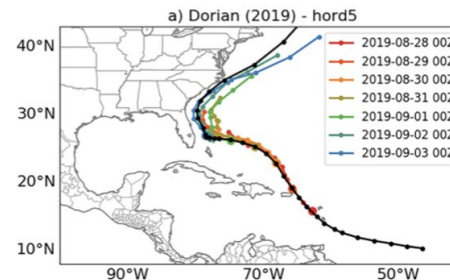 a) Dorian (2019) - hord5
40°N
30°N
20°N
10°N
90°W
70°W
50°W
2019-08-28 00Z
2019-08-29 00Z
2019-08-30 00Z
2019-08-31 00Z
2019-09-01 00Z
2019-09-02 00Z
2019-09-03 00Z